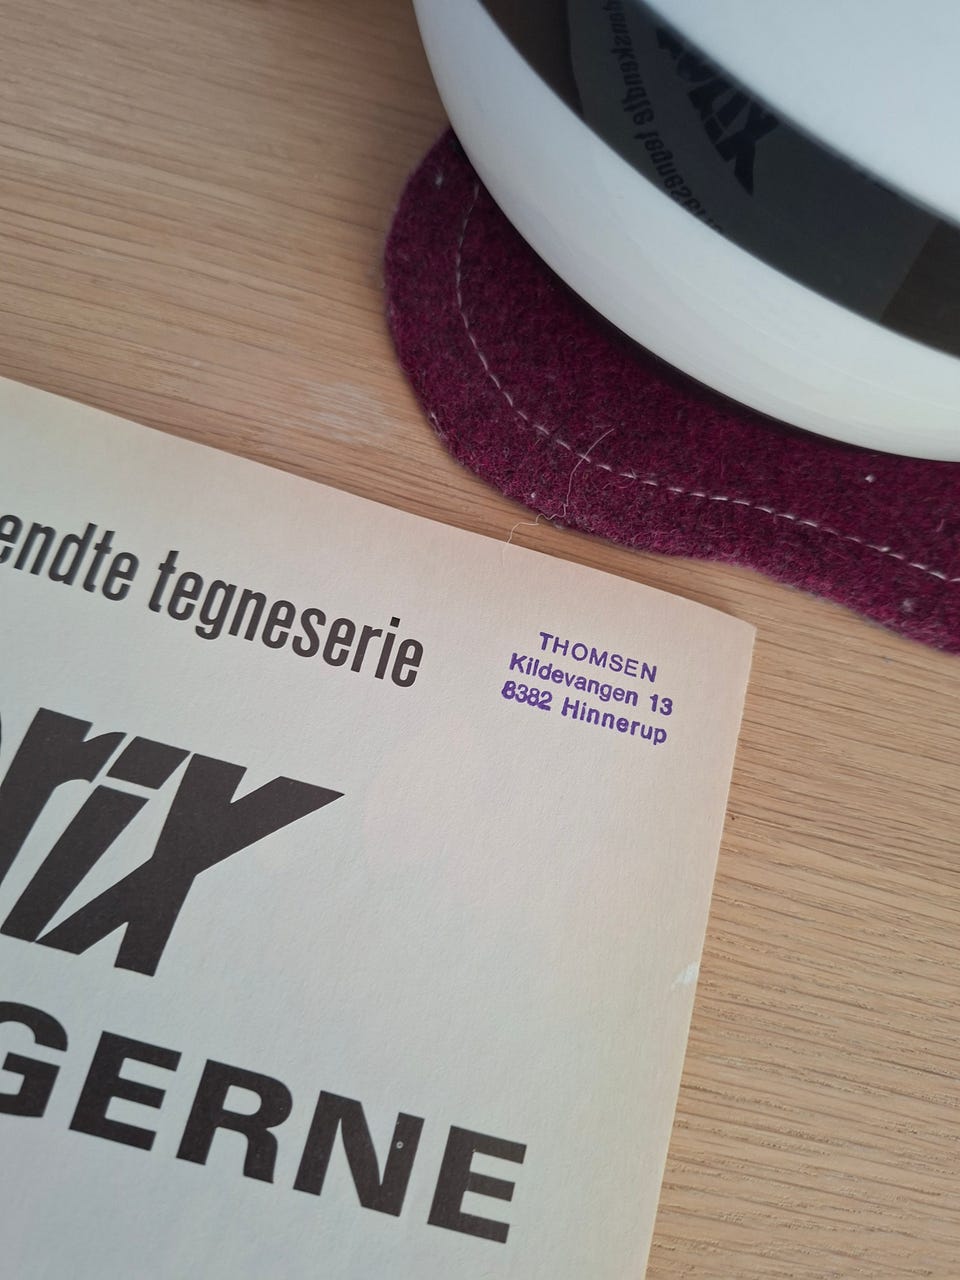 endte tegneserie
THOMSEN
Kildevangen 13
8382 Hinnerup
rix
GERNE